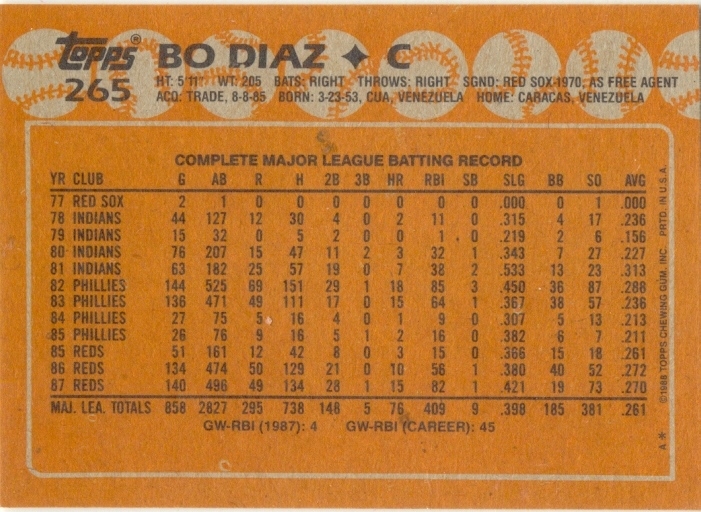 topps® BO DIAZ ✦ C
265 HT: 5'11" WT: 205 BATS: RIGHT THROWS: RIGHT SGND: RED SOX-1970, AS FREE AGENT
ACQ: TRADE, 8-8-85 BORN: 3-23-53, CUA, VENEZUELA HOME: CARACAS, VENEZUELA
COMPLETE MAJOR LEAGUE BATTING RECORD
YR CLUB G AB R H 2B 3B HR RBI SB SLG BB SO AVG
77 RED SOX 2 1 0 0 0 0 0 0 0 .000 0 1 .000
78 INDIANS 44 127 12 30 4 0 2 11 0 .315 4 17 .236
79 INDIANS 15 32 0 5 2 0 0 1 0 .219 2 6 .156
80 INDIANS 76 207 15 47 11 2 3 32 1 .343 7 27 .227
81 INDIANS 63 182 25 57 19 0 7 38 2 .533 13 23 .313
82 PHILLIES 144 525 69 151 29 1 18 85 3 .450 36 87 .288
83 PHILLIES 136 471 49 111 17 0 15 64 1 .367 38 57 .236
84 PHILLIES 27 75 5 16 4 0 1 9 0 .307 5 13 .213
85 PHILLIES 26 76 9 16 5 1 2 16 0 .382 6 7 .211
85 REDS 51 161 12 42 8 0 3 15 0 .366 15 18 .261
86 REDS 134 474 50 129 21 0 10 56 1 .380 40 52 .272
87 REDS 140 496 49 134 28 1 15 82 1 .421 19 73 .270
MAJ. LEA. TOTALS 858 2827 295 738 148 5 76 409 9 .398 185 381 .261
GW-RBI (1987): 4 GW-RBI (CAREER): 45
A* ©1988 TOPPS CHEWING GUM, INC PRTD. IN U.S.A.